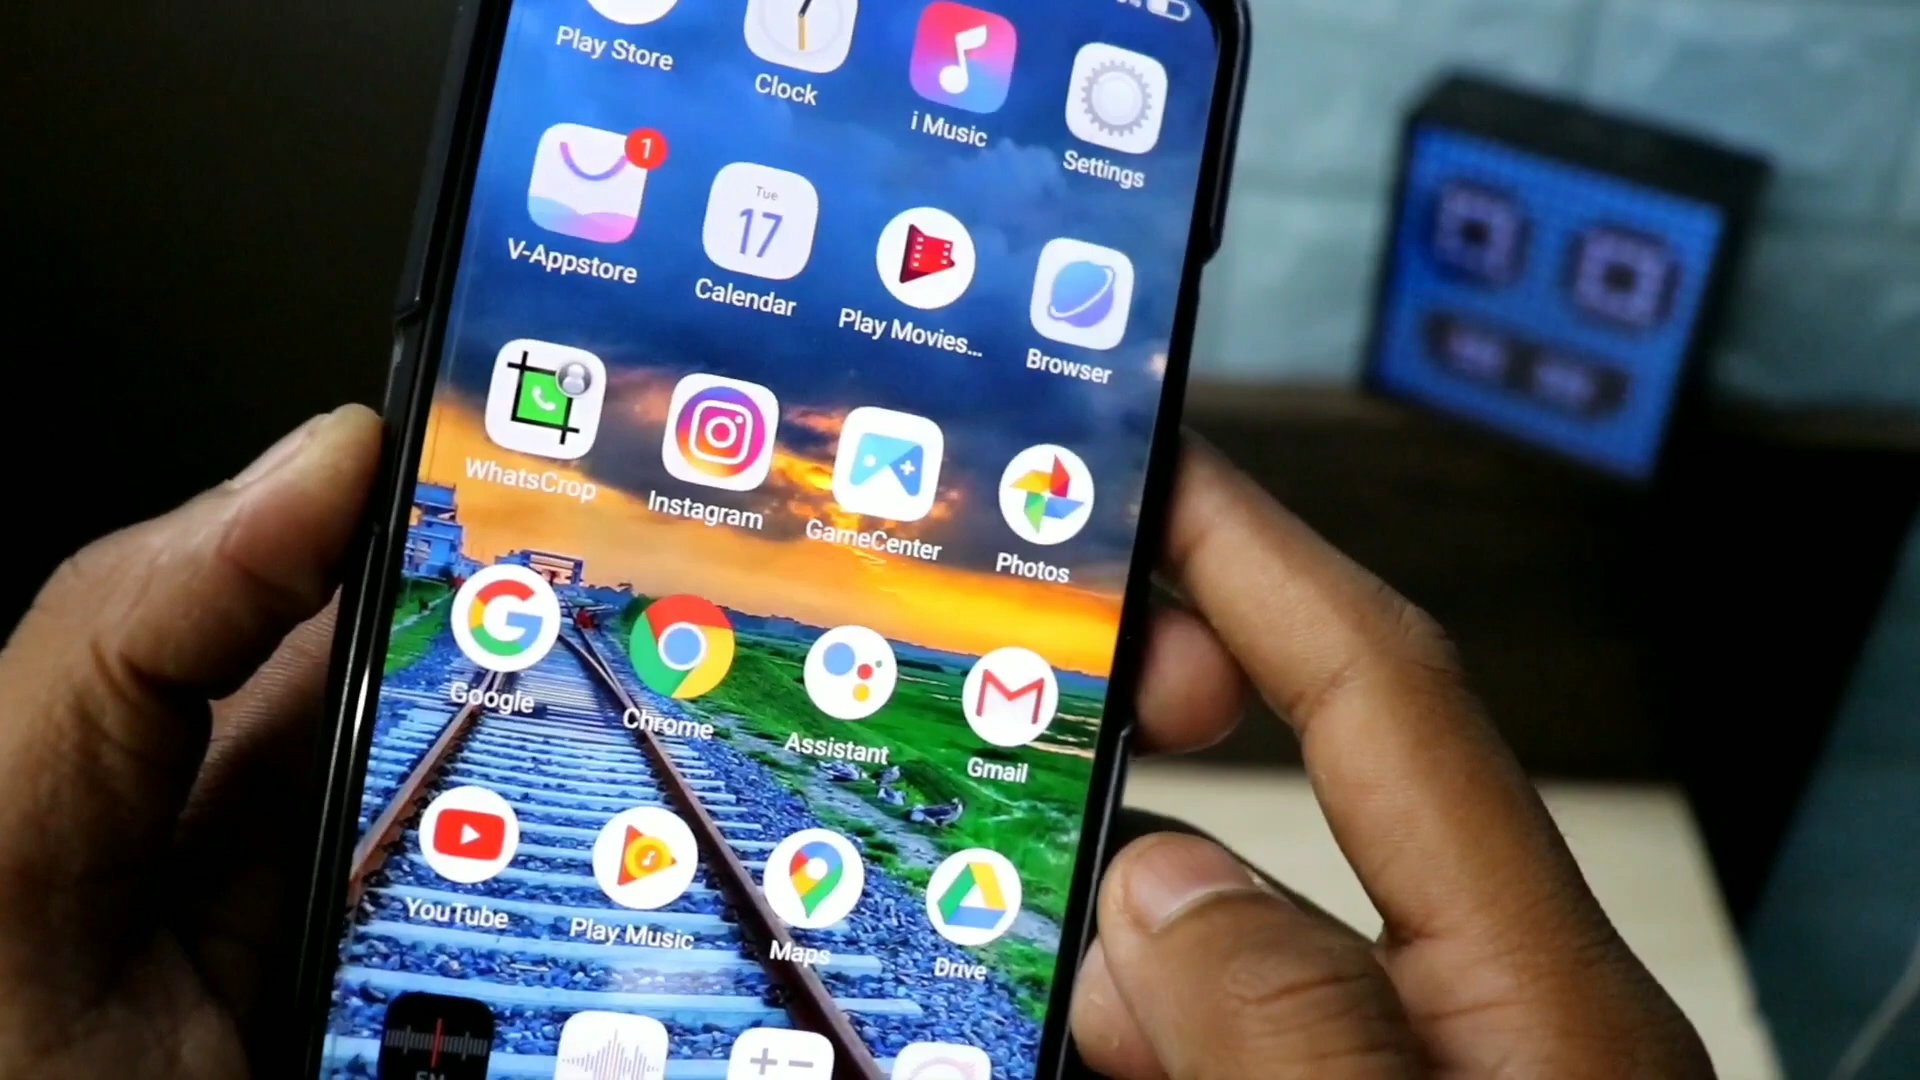 Play Store
Clock
i Music
Settings
1
V-Appstore
Tue
17
Calendar
Play Movies...
Browser
WhatsCrop
Instagram
GameCenter
Photos
Google
Chrome
Assistant
Gmail
YouTube
Play Music
Maps
Drive